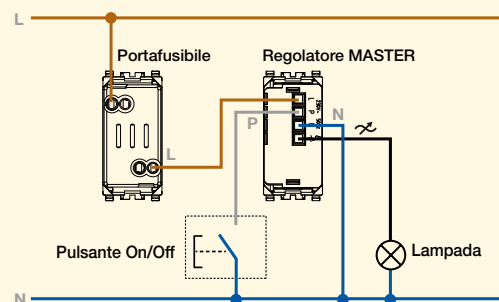 L
Portafusibile
Regolatore MASTER
L
P
N
P
L
Pulsante On/Off
Lampada
N